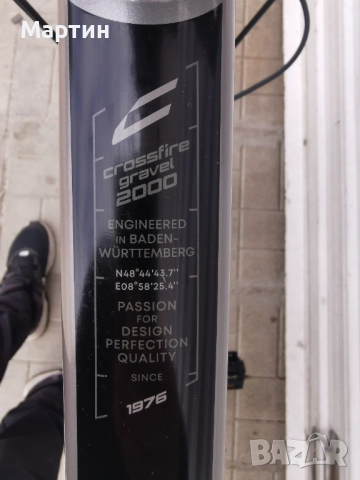 Мартин
crossfire
gravel
2000
ENGINEERED
IN BADEN-
WÜRTTEMBERG
N48°44'43.7''
E08°58'25.4''
PASSION
FOR
DESIGN
PERFECTION
QUALITY
SINCE
1976
BAZAR